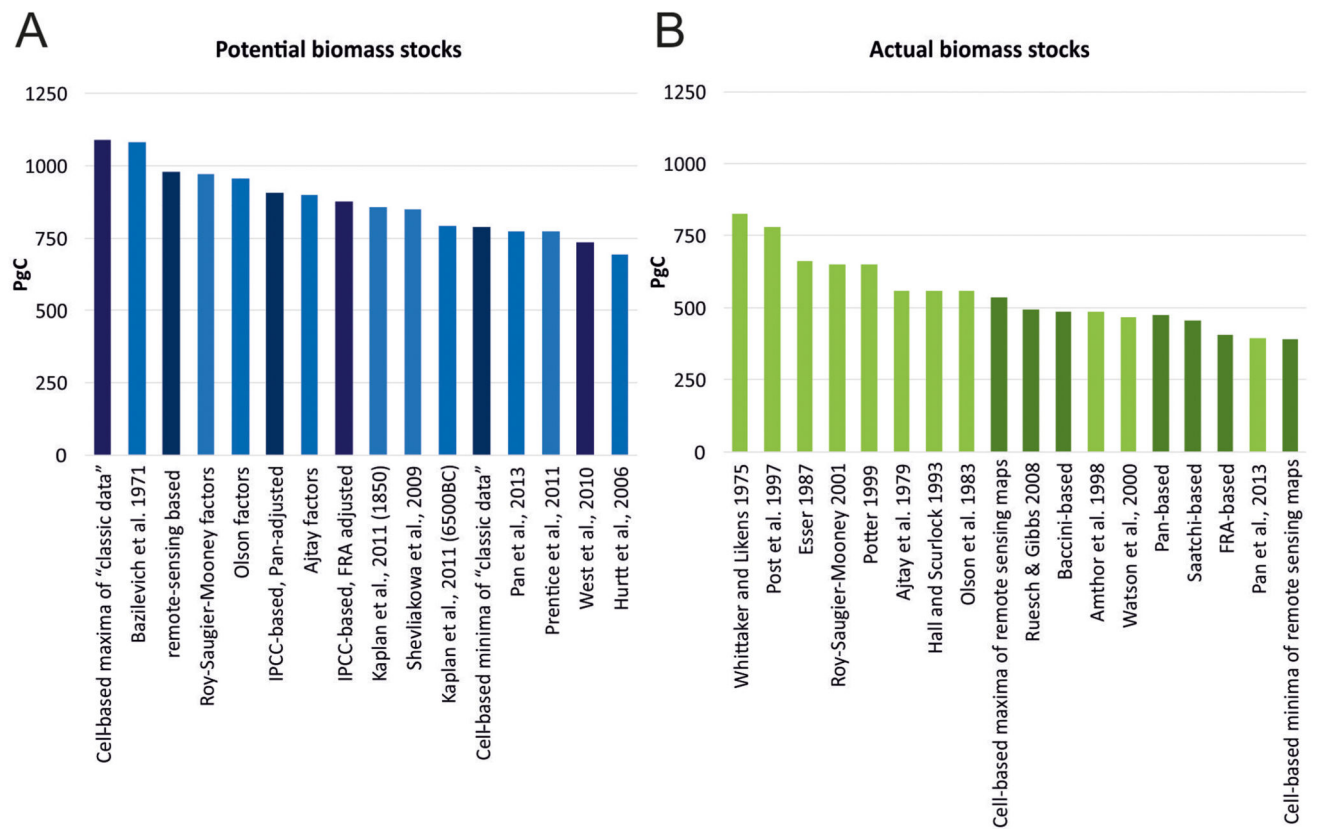 A
Potential biomass stocks
PgC
1250
1000
750
500
250
0
Cell-based maxima of “classic data”
Bazilevich et al. 1971
remote-sensing based
Roy-Saugier-Mooney factors
Olson factors
IPCC-based, Pan-adjusted
Ajtay factors
IPCC-based, FRA adjusted
Kaplan et al., 2011 (1850)
Shevliakowa et al., 2009
Kaplan et al., 2011 (6500BC)
Cell-based minima of “classic data”
Pan et al., 2013
Prentice et al., 2011
West et al., 2010
Hurtt et al., 2006
B
Actual biomass stocks
PgC
1250
1000
750
500
250
0
Whittaker and Likens 1975
Post et al. 1997
Esser 1987
Roy-Saugier-Mooney 2001
Potter 1999
Ajtay et al. 1979
Hall and Scurlock 1993
Olson et al. 1983
Cell-based maxima of remote sensing maps
Ruesch & Gibbs 2008
Baccini-based
Amthor et al. 1998
Watson et al., 2000
Pan-based
Saatchi-based
FRA-based
Pan et al., 2013
Cell-based minima of remote sensing maps